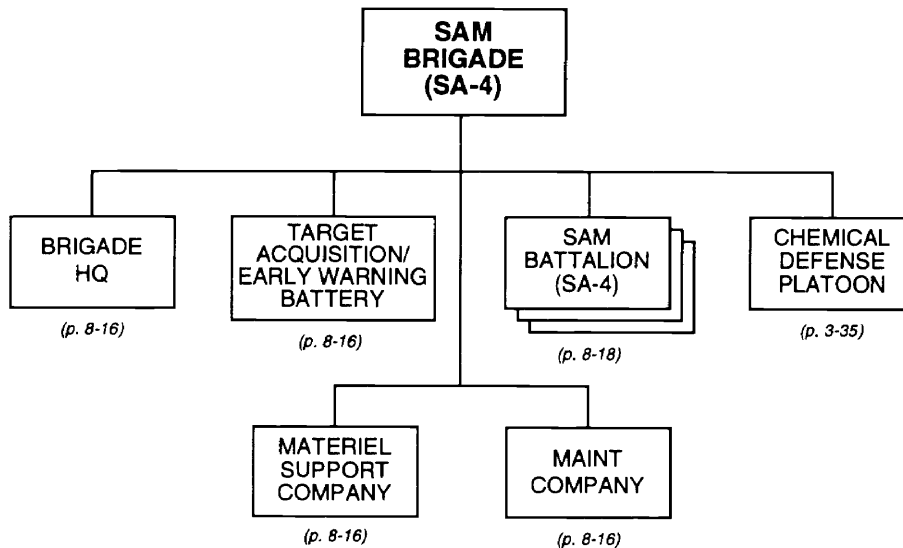 SAM
BRIGADE
(SA-4)
BRIGADE
HQ
(p. 8-16)
TARGET
ACQUISITION/
EARLY WARNING
BATTERY
(p. 8-16)
SAM
BATTALION
(SA-4)
(p. 8-18)
CHEMICAL
DEFENSE
PLATOON
(p. 3-35)
MATERIEL
SUPPORT
COMPANY
(p. 8-16)
MAINT
COMPANY
(p. 8-16)